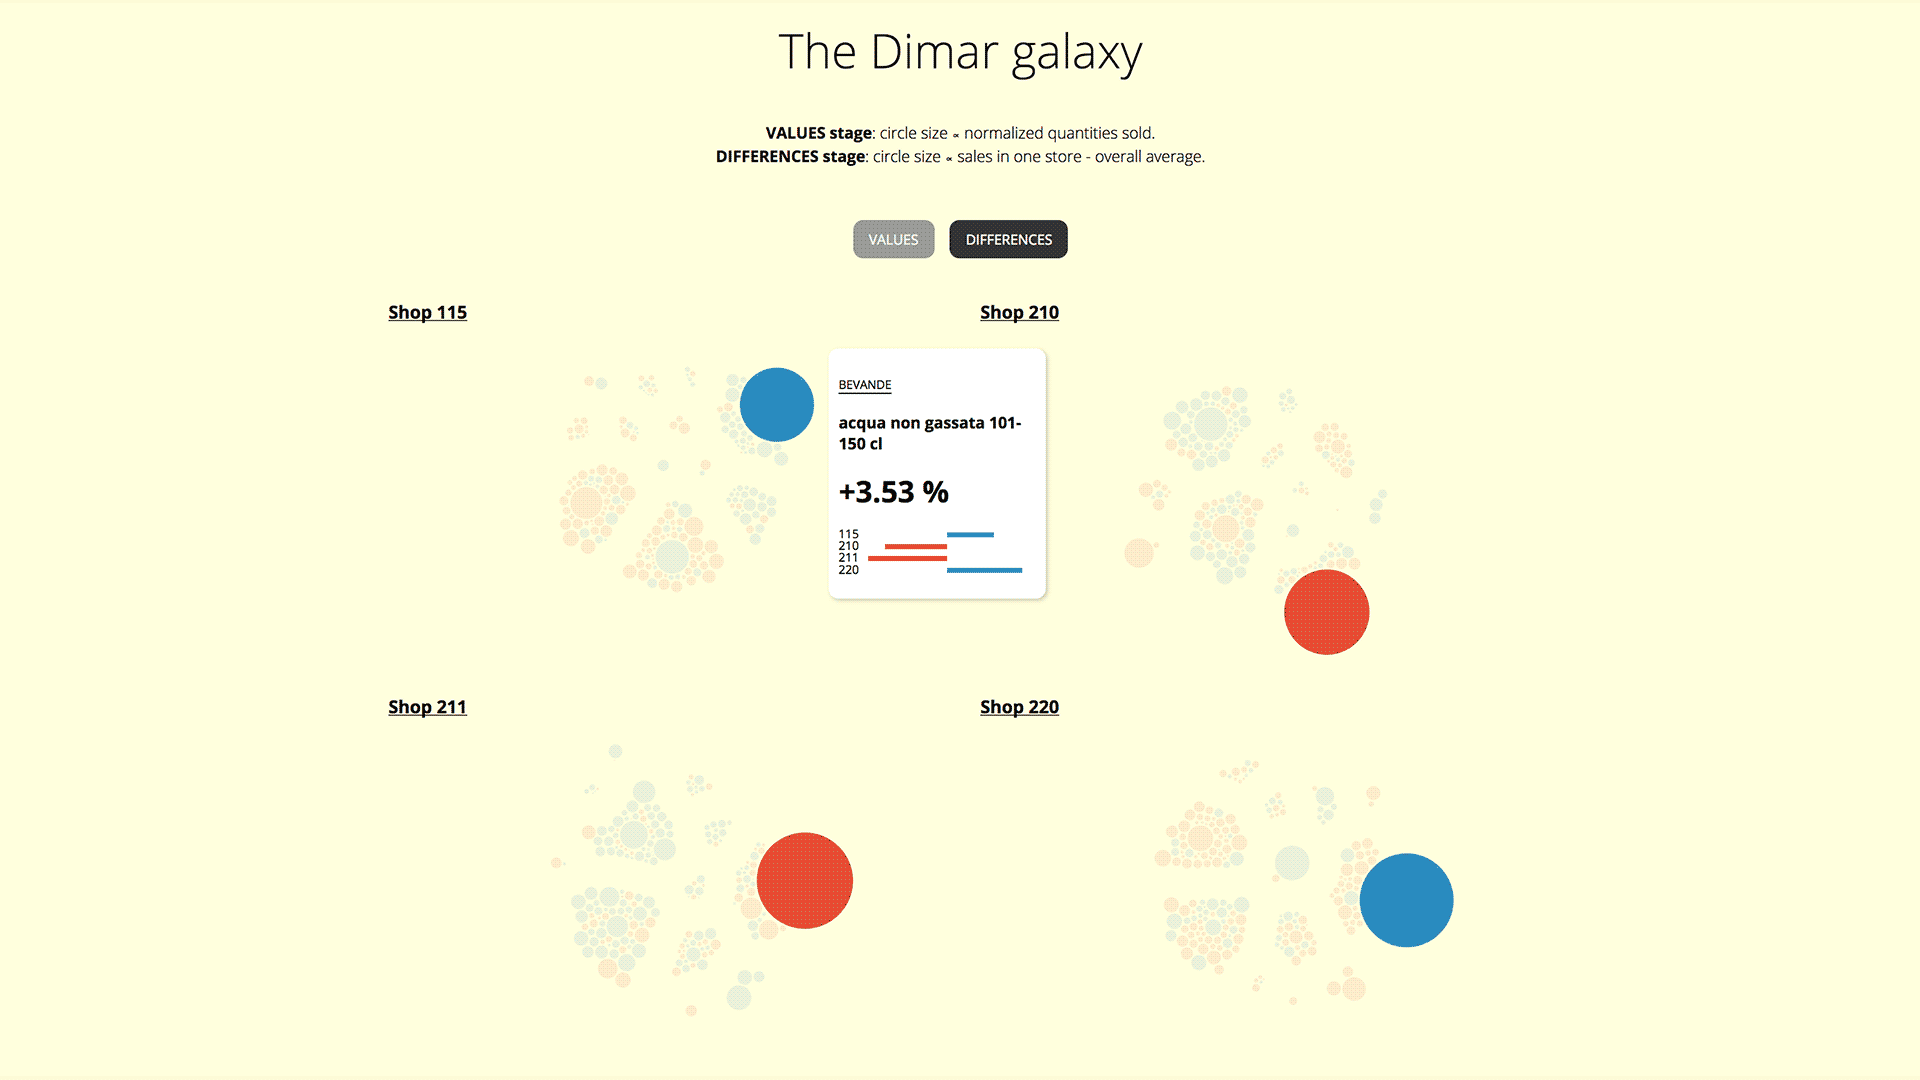 The Dimar galaxy
VALUES stage: circle size ∝ normalized quantities sold.
DIFFERENCES stage: circle size ∝ sales in one store - overall average.
VALUES
DIFFERENCES
Shop 115
Shop 210
BEVANDE
acqua non gassata 101-
150 cl
+3.53 %
115
210
211
220
Shop 211
Shop 220